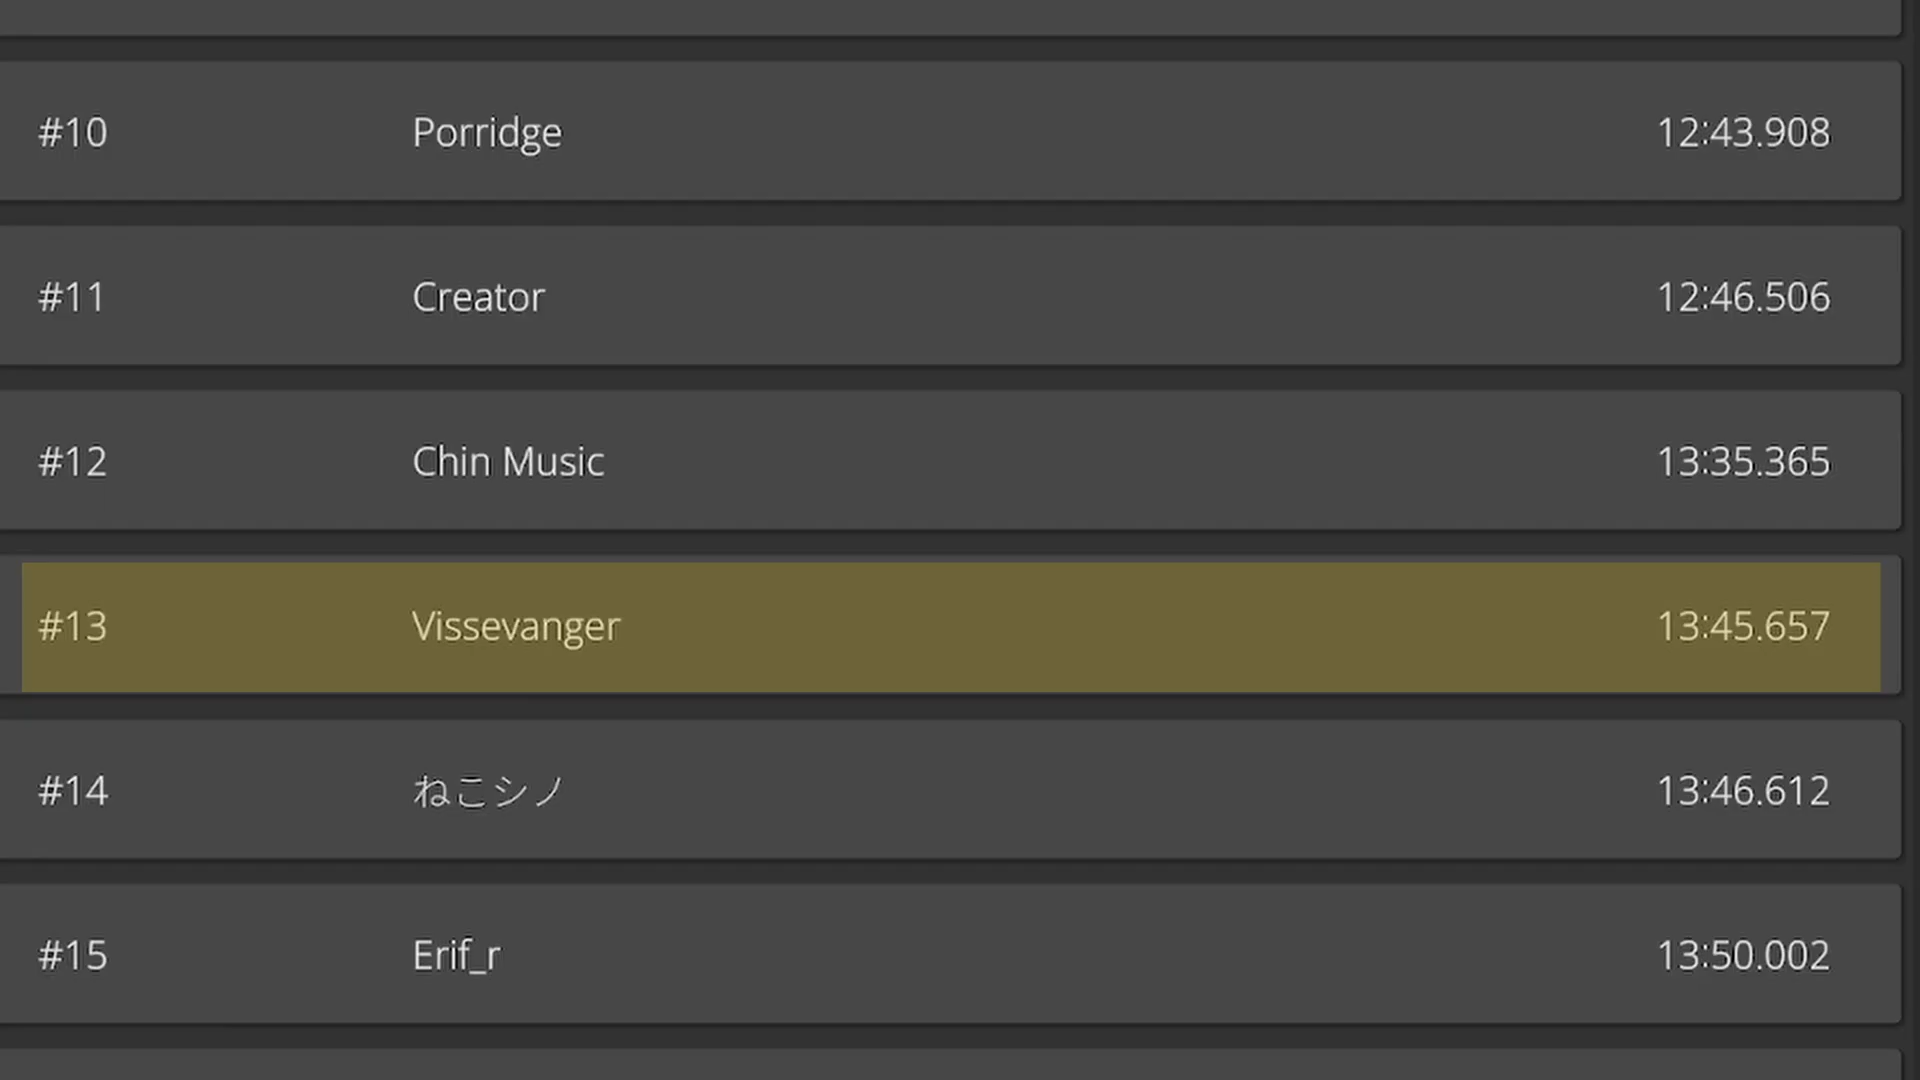 #10 Porridge 12:43.908
#11 Creator 12:46.506
#12 Chin Music 13:35.365
#13 Vissevanger 13:45.657
#14 ねこシノ 13:46.612
#15 Erif_r 13:50.002